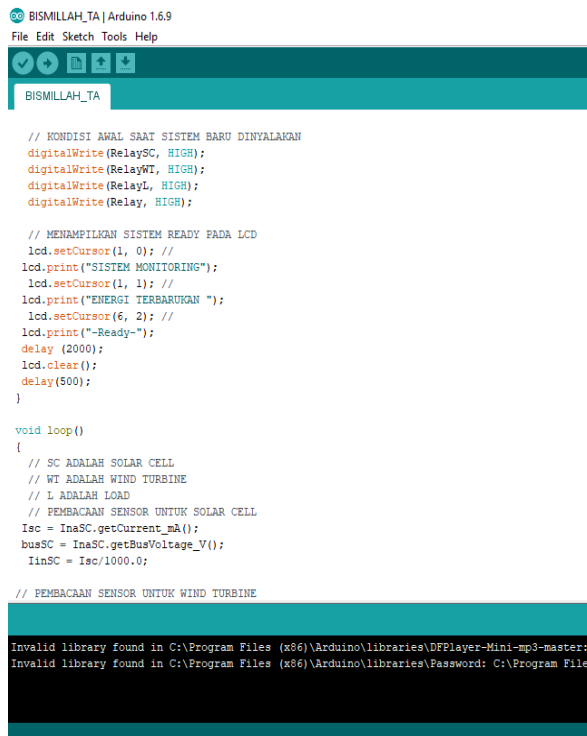 BISMILLAH_TA | Arduino 1.6.9
File Edit Sketch Tools Help
BISMILLAH_TA
// KONDISI AWAL SAAT SISTEM BARU DINYALAKAN
digitalWrite(RelaySC, HIGH);
digitalWrite(RelayWT, HIGH);
digitalWrite(RelayL, HIGH);
digitalWrite(Relay, HIGH);
// MENAMPILKAN SISTEM READY PADA LCD
lcd.setCursor(1, 0); //
lcd.print("SISTEM MONITORING");
lcd.setCursor(1, 1); //
lcd.print("ENERGI TERBARUKAN ");
lcd.setCursor(6, 2); //
lcd.print("-Ready-");
delay (2000);
lcd.clear();
delay(500);
}
void loop()
{
// SC ADALAH SOLAR CELL
// WT ADALAH WIND TURBINE
// L ADALAH LOAD
// PEMBACAAN SENSOR UNTUK SOLAR CELL
Isc = InaSC.getCurrent_mA();
busSC = InaSC.getBusVoltage_V();
IinSC = Isc/1000.0;
// PEMBACAAN SENSOR UNTUK WIND TURBINE
Invalid library found in C:\Program Files (x86)\Arduino\libraries\DFPlayer-Mini-mp3-master:
Invalid library found in C:\Program Files (x86)\Arduino\libraries\Password: C:\Program File